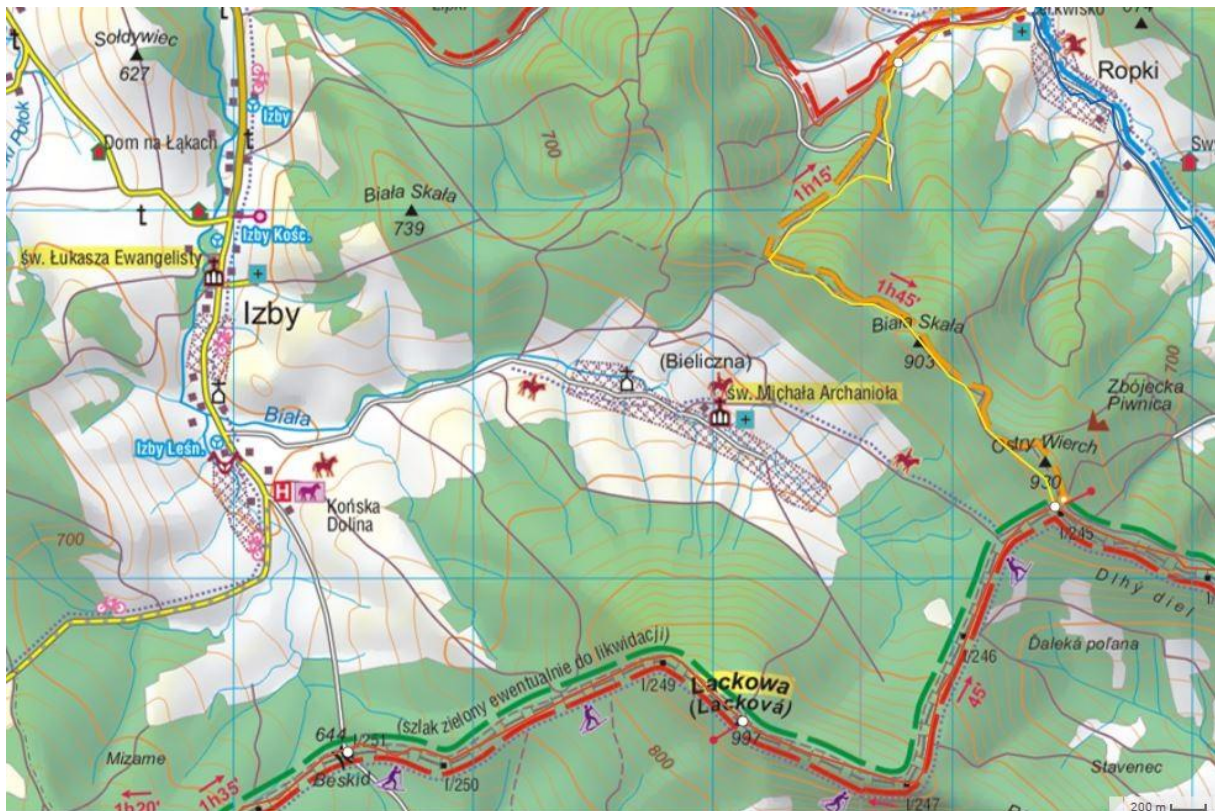 Sołdywiec
627
t
Izby
Dom na Łąkach
t
t
Izby Kośc.
św. Łukasza Ewangelisty
Izby
Biała Skała
739
700
1h15'
Ropki
1h45'
Biała Skała
903
700
Zbójecka
Piwnica
Ostry Wierch
930
(Bieliczna)
św. Michała Archanioła
Biała
Izby Leśn.
H
Końska
Dolina
700
I/245
Dlhý diel
I/246
Ďaleká poľana
45'
(szlak zielony ewentualnie do likwidacji)
I/249
Lackowa
(Lacková)
997
800
644
I/251
Beskid
I/250
I/247
Mizarne
Stavenec
1h20'
1h35'
200 m